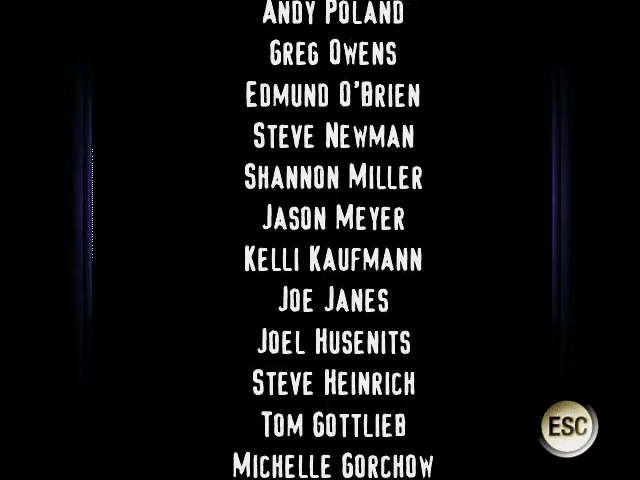 Andy Poland
Greg Owens
Edmund O'Brien
Steve Newman
Shannon Miller
Jason Meyer
Kelli Kaufmann
Joe Janes
Joel Husenits
Steve Heinrich
Tom Gottlieb
ESC
Michelle Gorchow